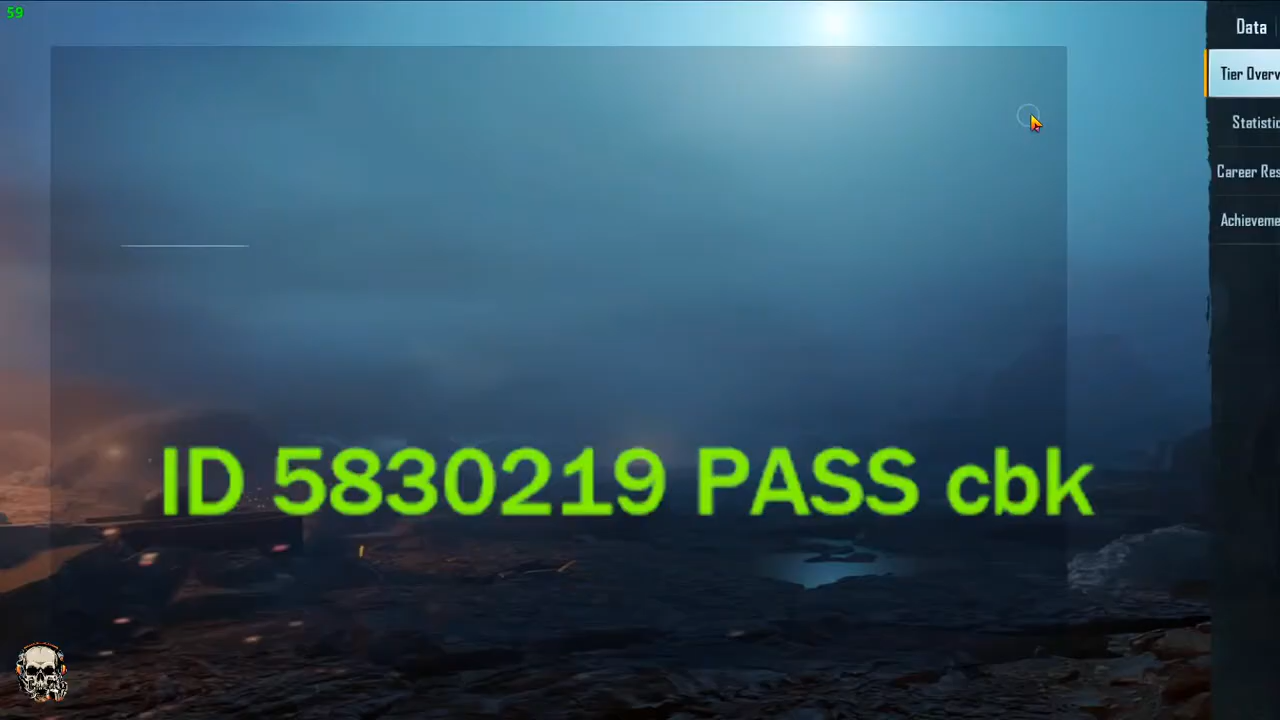 59
Data
Tier Overv
Statistic
Career Res
Achieveme
ID 5830219 PASS cbk